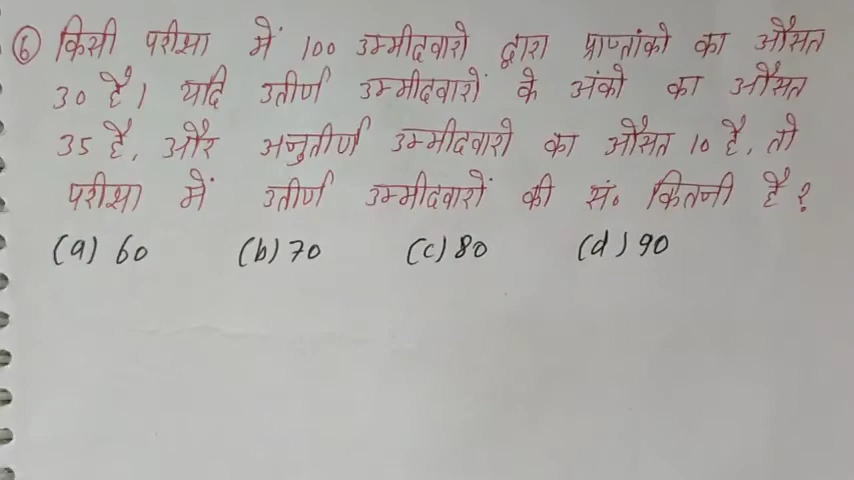 ⑥ किसी परीक्षा में 100 उम्मीदवारो द्वारा प्राप्तांको का औसत
30 है। यदि उतीर्ण उम्मीदवारों के अंको का औसत
35 है, और अनुतीर्ण उम्मीदवारो का औसत 10 है, तो
परीक्षा में उतीर्ण उम्मीदवारों की सं० कितनी है?
(a) 60 (b) 70 (c) 80 (d) 90